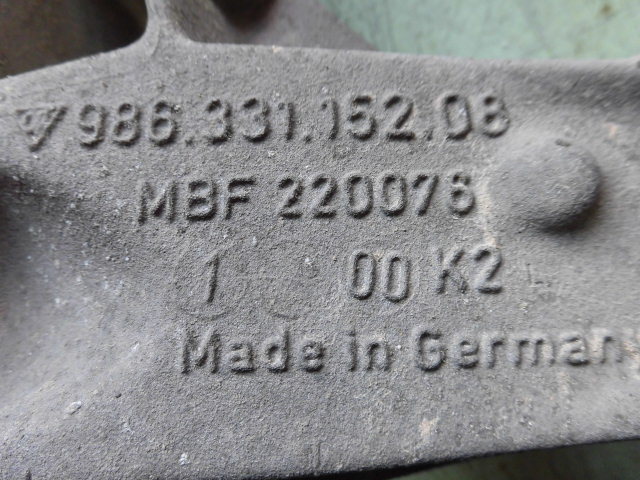 986.331.152.08
MBF 220076
1 00 K2
Made in German